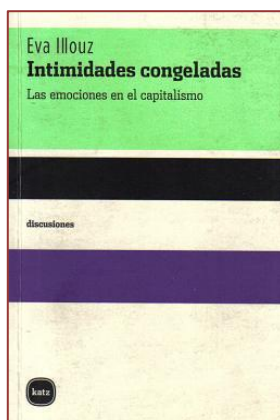 Eva Illouz
Intimidades congeladas
Las emociones en el capitalismo
discusiones
katz